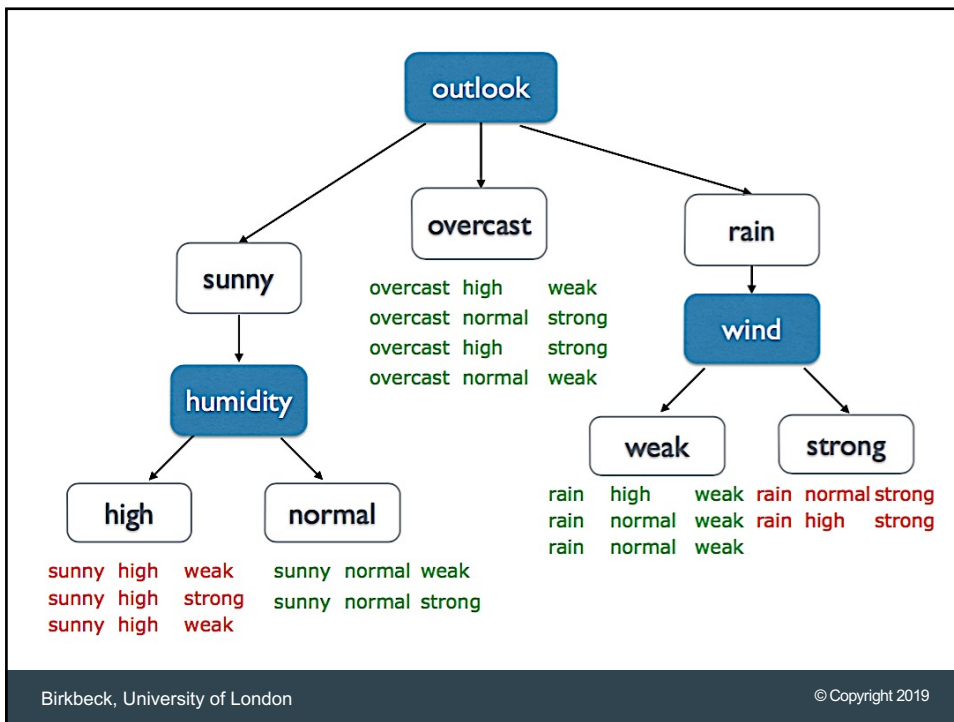 outlook
overcast
rain
sunny
overcast high weak
overcast normal strong
overcast high strong
overcast normal weak
wind
humidity
weak
strong
rain high weak
rain normal weak
rain normal weak
rain normal strong
rain high strong
high
normal
sunny high weak
sunny high strong
sunny high weak
sunny normal weak
sunny normal strong
Birkbeck, University of London
© Copyright 2019